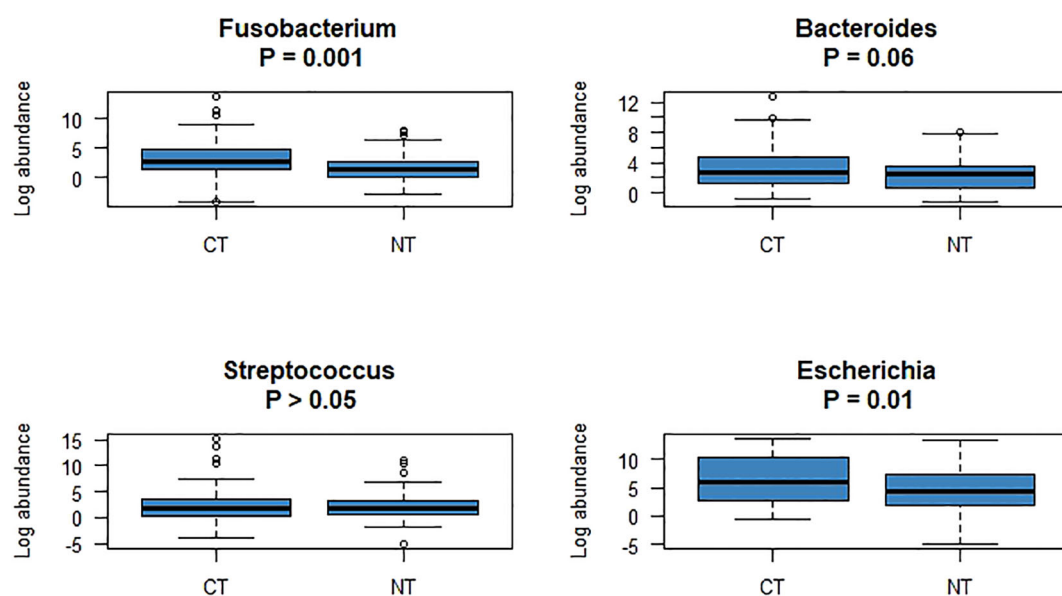 Fusobacterium
P = 0.001
Log abundance
10
5
0
CT
NT
Bacteroides
P = 0.06
Log abundance
12
8
4
0
CT
NT
Streptococcus
P > 0.05
Log abundance
15
10
5
0
-5
CT
NT
Escherichia
P = 0.01
Log abundance
10
5
0
-5
CT
NT